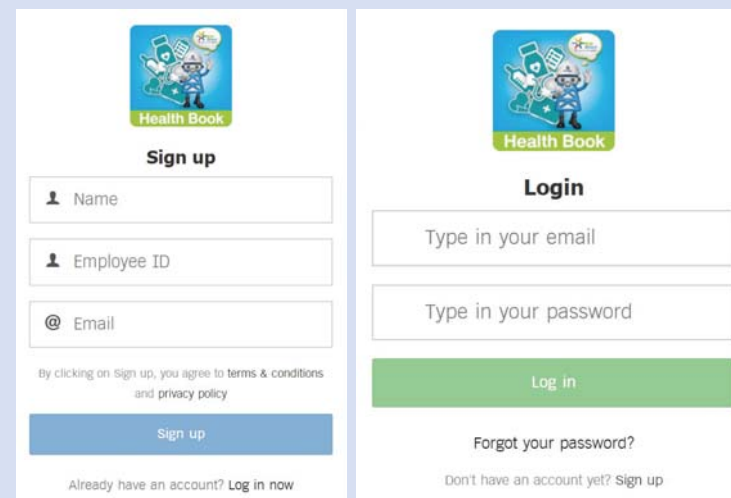 Health Book
Sign up
Name
Employee ID
@ Email
By clicking on Sign up, you agree to terms & conditions
and privacy policy
Sign up
Already have an account? Log in now
Health Book
Login
Type in your email
Type in your password
Log in
Forgot your password?
Don't have an account yet? Sign up